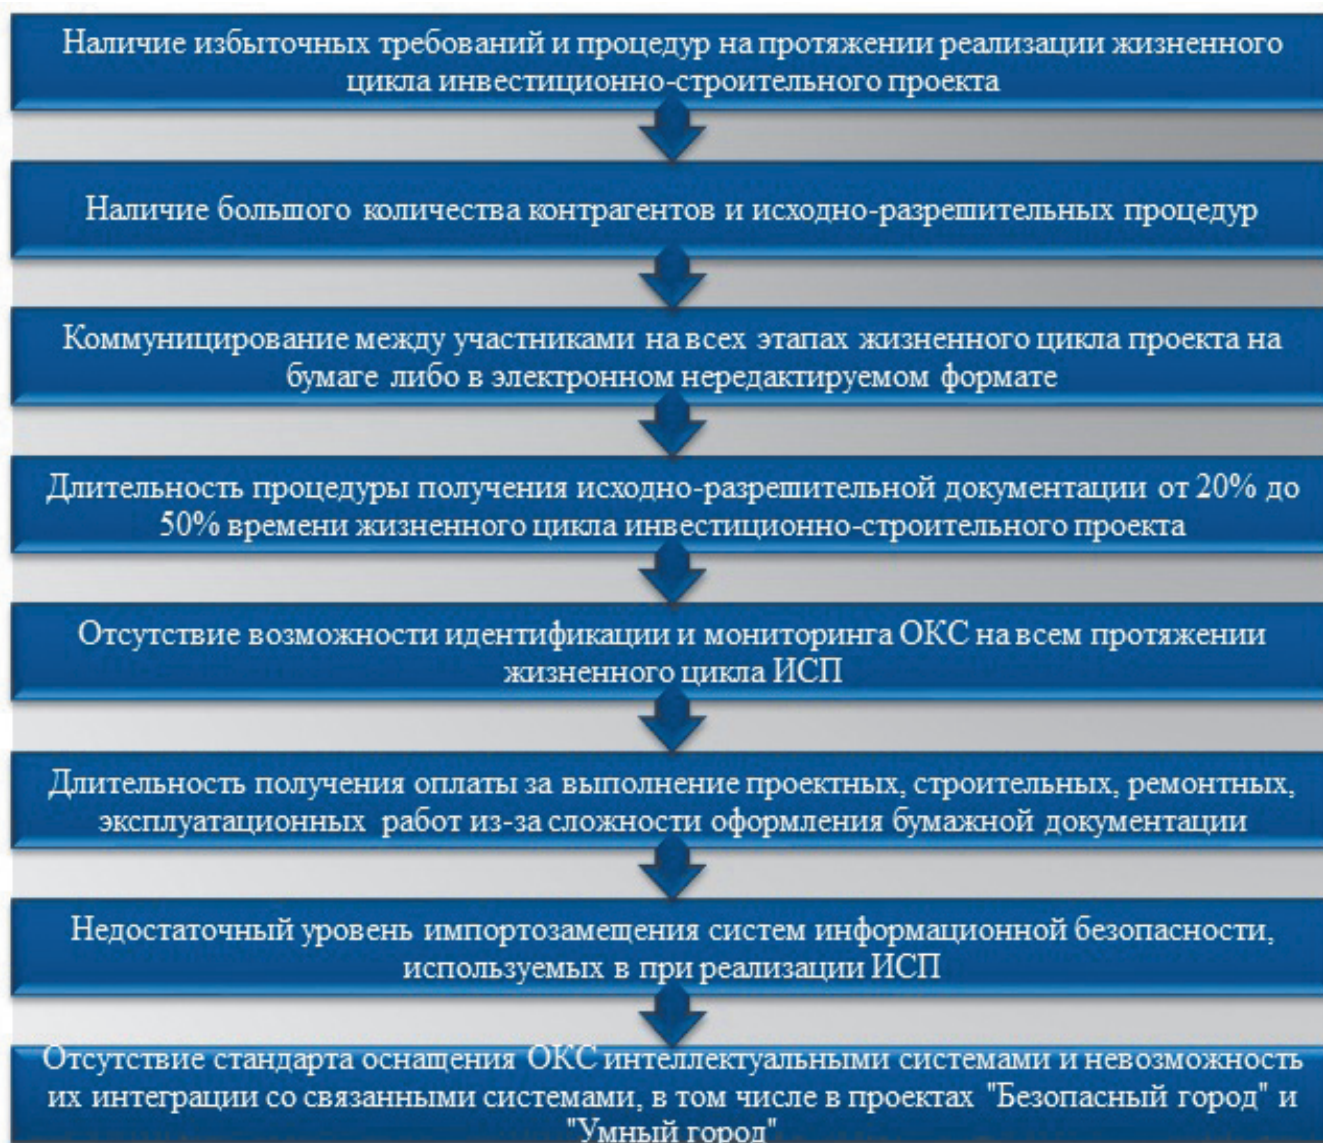 Наличие избыточных требований и процедур на протяжении реализации жизненного
цикла инвестиционно-строительного проекта
Наличие большого количества контрагентов и исходно-разрешительных процедур
Коммуницирование между участниками на всех этапах жизненного цикла проекта на
бумаге либо в электронном нередактируемом формате
Длительность процедуры получения исходно-разрешительной документации от 20% до
50% времени жизненного цикла инвестиционно-строительного проекта
Отсутствие возможности идентификации и мониторинга ОКС на всем протяжении
жизненного цикла ИСП
Длительность получения оплаты за выполнение проектных, строительных, ремонтных,
эксплуатационных работ из-за сложности оформления бумажной документации
Недостаточный уровень импортозамещения систем информационной безопасности,
используемых в при реализации ИСП
Отсутствие стандарта оснащения ОКС интеллектуальными системами и невозможность
их интеграции со связанными системами, в том числе в проектах "Безопасный город" и
"Умный город"